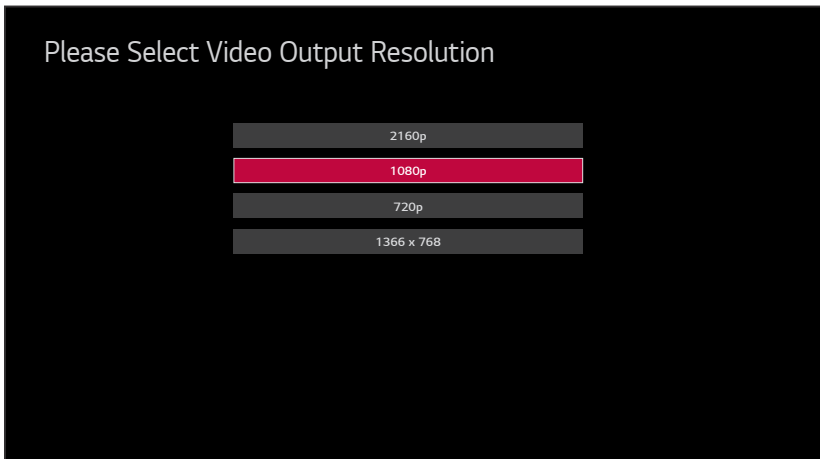 Please Select Video Output Resolution
2160p
1080p
720p
1366 x 768